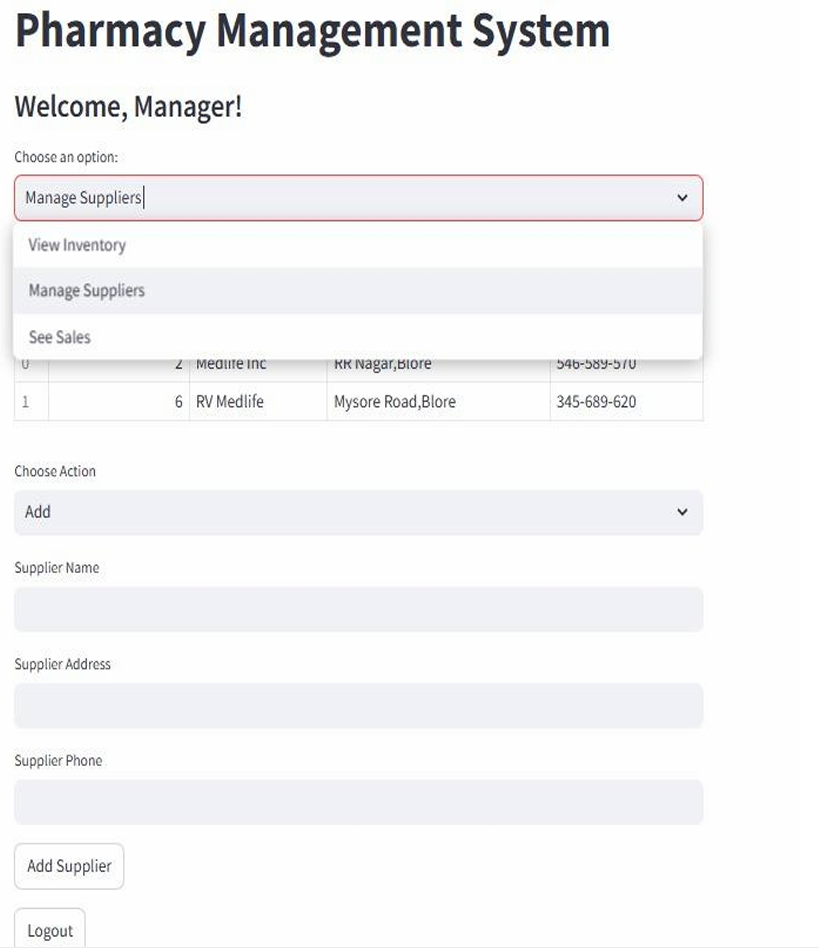 Pharmacy Management System
Welcome, Manager!
Choose an option:
Manage Suppliers
View Inventory
Manage Suppliers
See Sales
0 2 Medlife Inc RR Nagar,Blore 546-589-570
1 6 RV Medlife Mysore Road,Blore 345-689-620
Choose Action
Add
Supplier Name
Supplier Address
Supplier Phone
Add Supplier
Logout